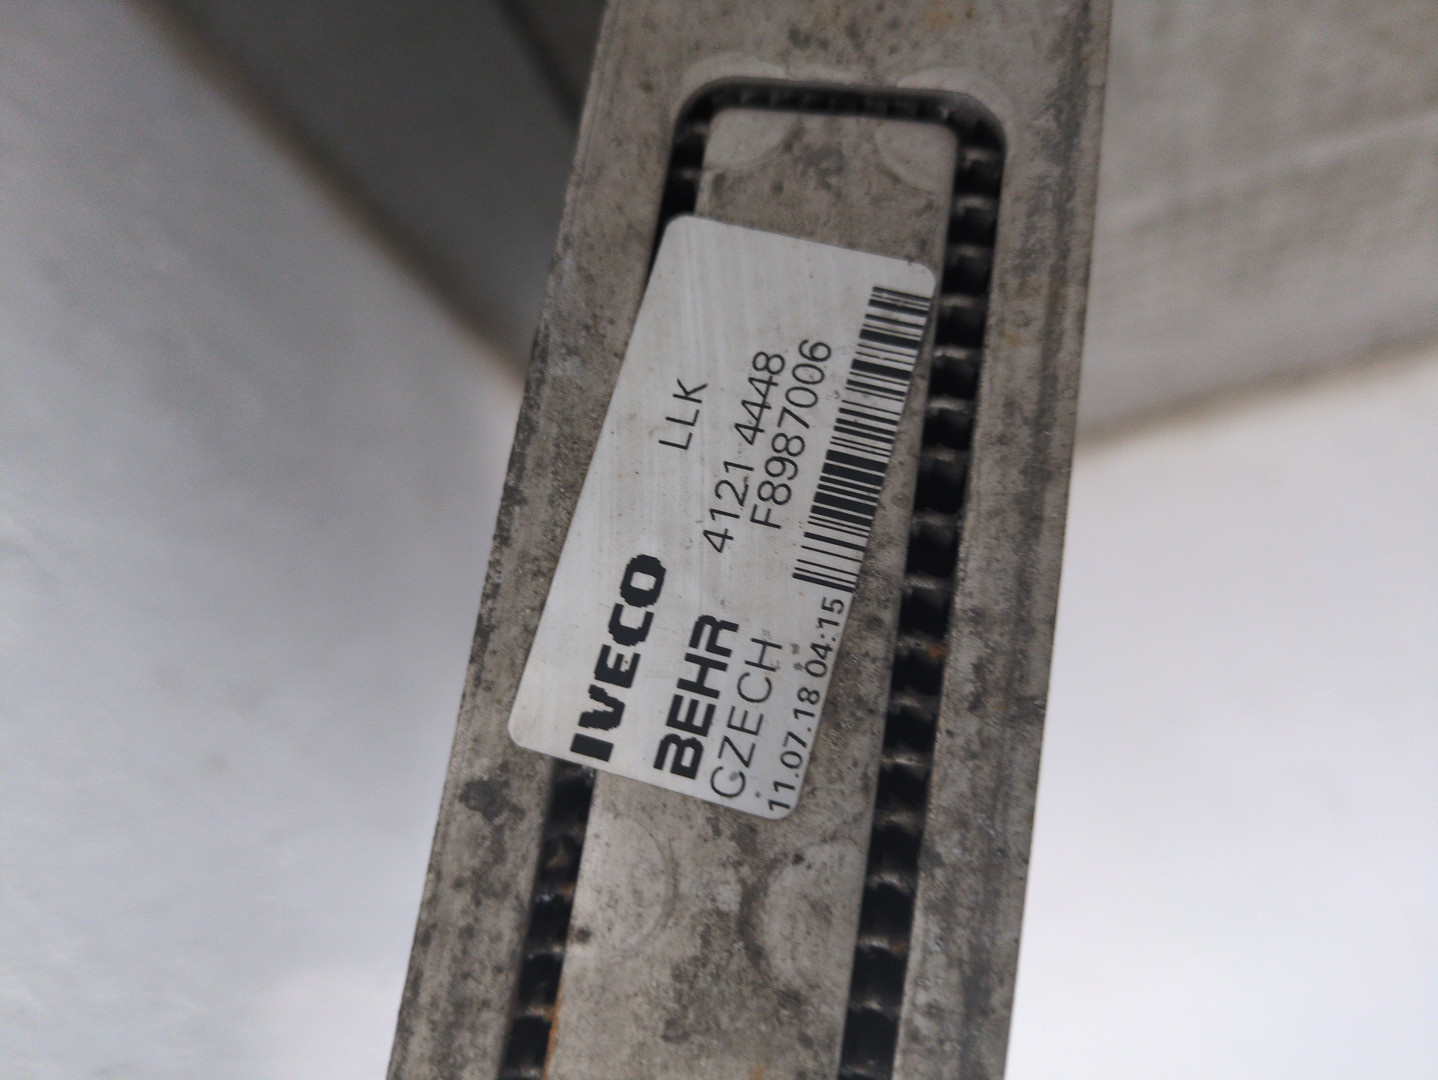 IVECO LLK
BEHR 4121 4448
CZECH F8987006
11.07.18 04:15